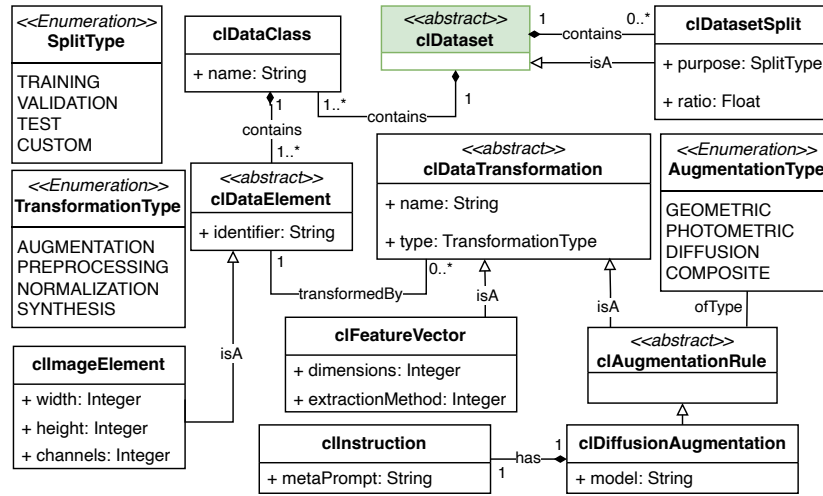 <<Enumeration>>
SplitType
TRAINING
VALIDATION
TEST
CUSTOM
clDataClass
+ name: String
<<abstract>>
clDataset
1
contains
0..*
isA
clDatasetSplit
+ purpose: SplitType
+ ratio: Float
1
1..*
contains
1
contains
1..*
<<Enumeration>>
TransformationType
AUGMENTATION
PREPROCESSING
NORMALIZATION
SYNTHESIS
<<abstract>>
clDataElement
+ identifier: String
<<abstract>>
clDataTransformation
+ name: String
+ type: TransformationType
<<Enumeration>>
AugmentationType
GEOMETRIC
PHOTOMETRIC
DIFFUSION
COMPOSITE
1
transformedBy
0..*
isA
isA
ofType
isA
clImageElement
+ width: Integer
+ height: Integer
+ channels: Integer
clFeatureVector
+ dimensions: Integer
+ extractionMethod: Integer
<<abstract>>
clAugmentationRule
clInstruction
+ metaPrompt: String
1
has
1
clDiffusionAugmentation
+ model: String